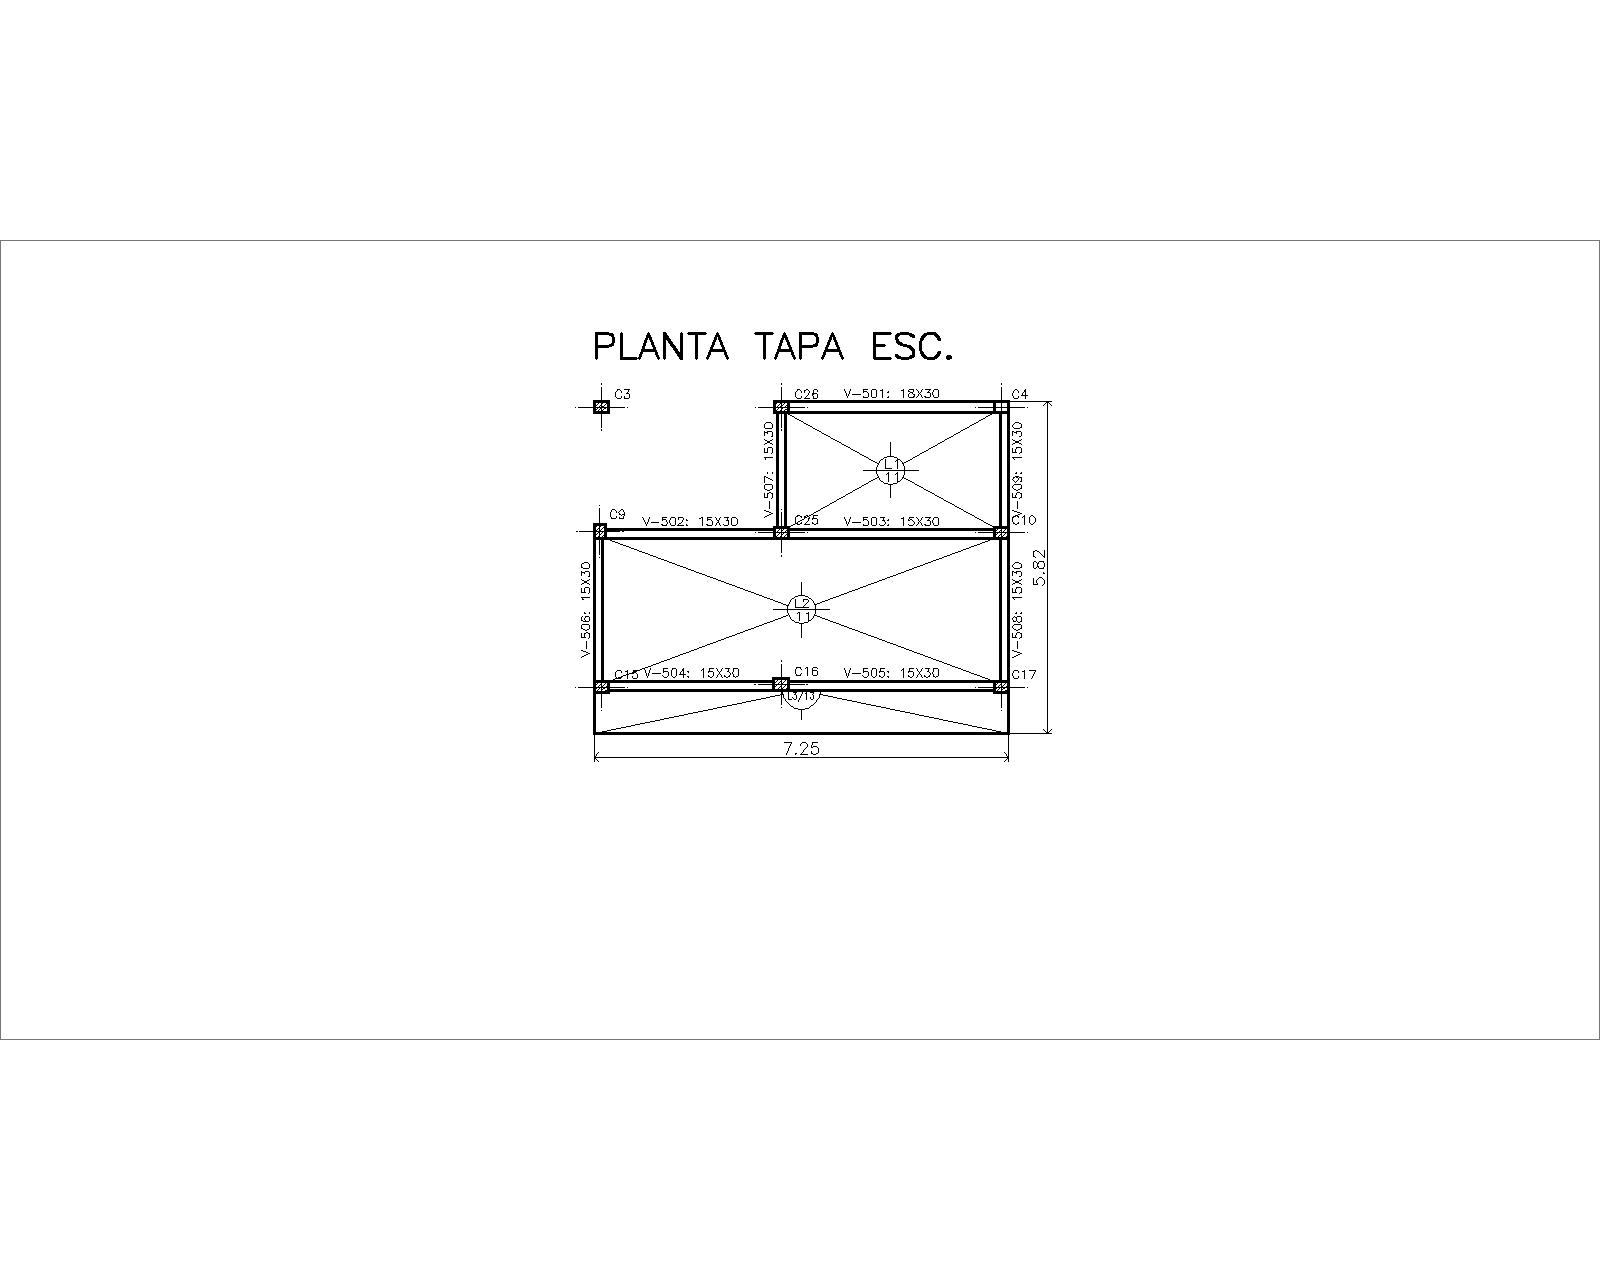 PLANTA TAPA ESC.
C3
C26
V-501: 18X30
C4
V-507: 15X30
L1
11
V-509: 15X30
C9
V-502: 15X30
C25
V-503: 15X30
C10
5.82
V-506: 15X30
L2
11
V-508: 15X30
C15
V-504: 15X30
C16
V-505: 15X30
C17
L3/13
7.25